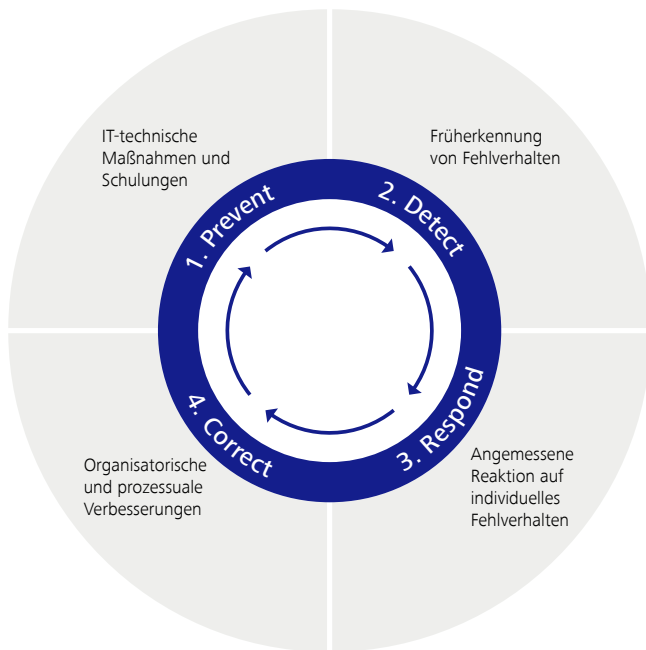 IT-technische
Maßnahmen und
Schulungen
1. Prevent
Früherkennung
von Fehlverhalten
2. Detect
Angemessene
Reaktion auf
individuelles
Fehlverhalten
3. Respond
Organisatorische
und prozessuale
Verbesserungen
4. Correct